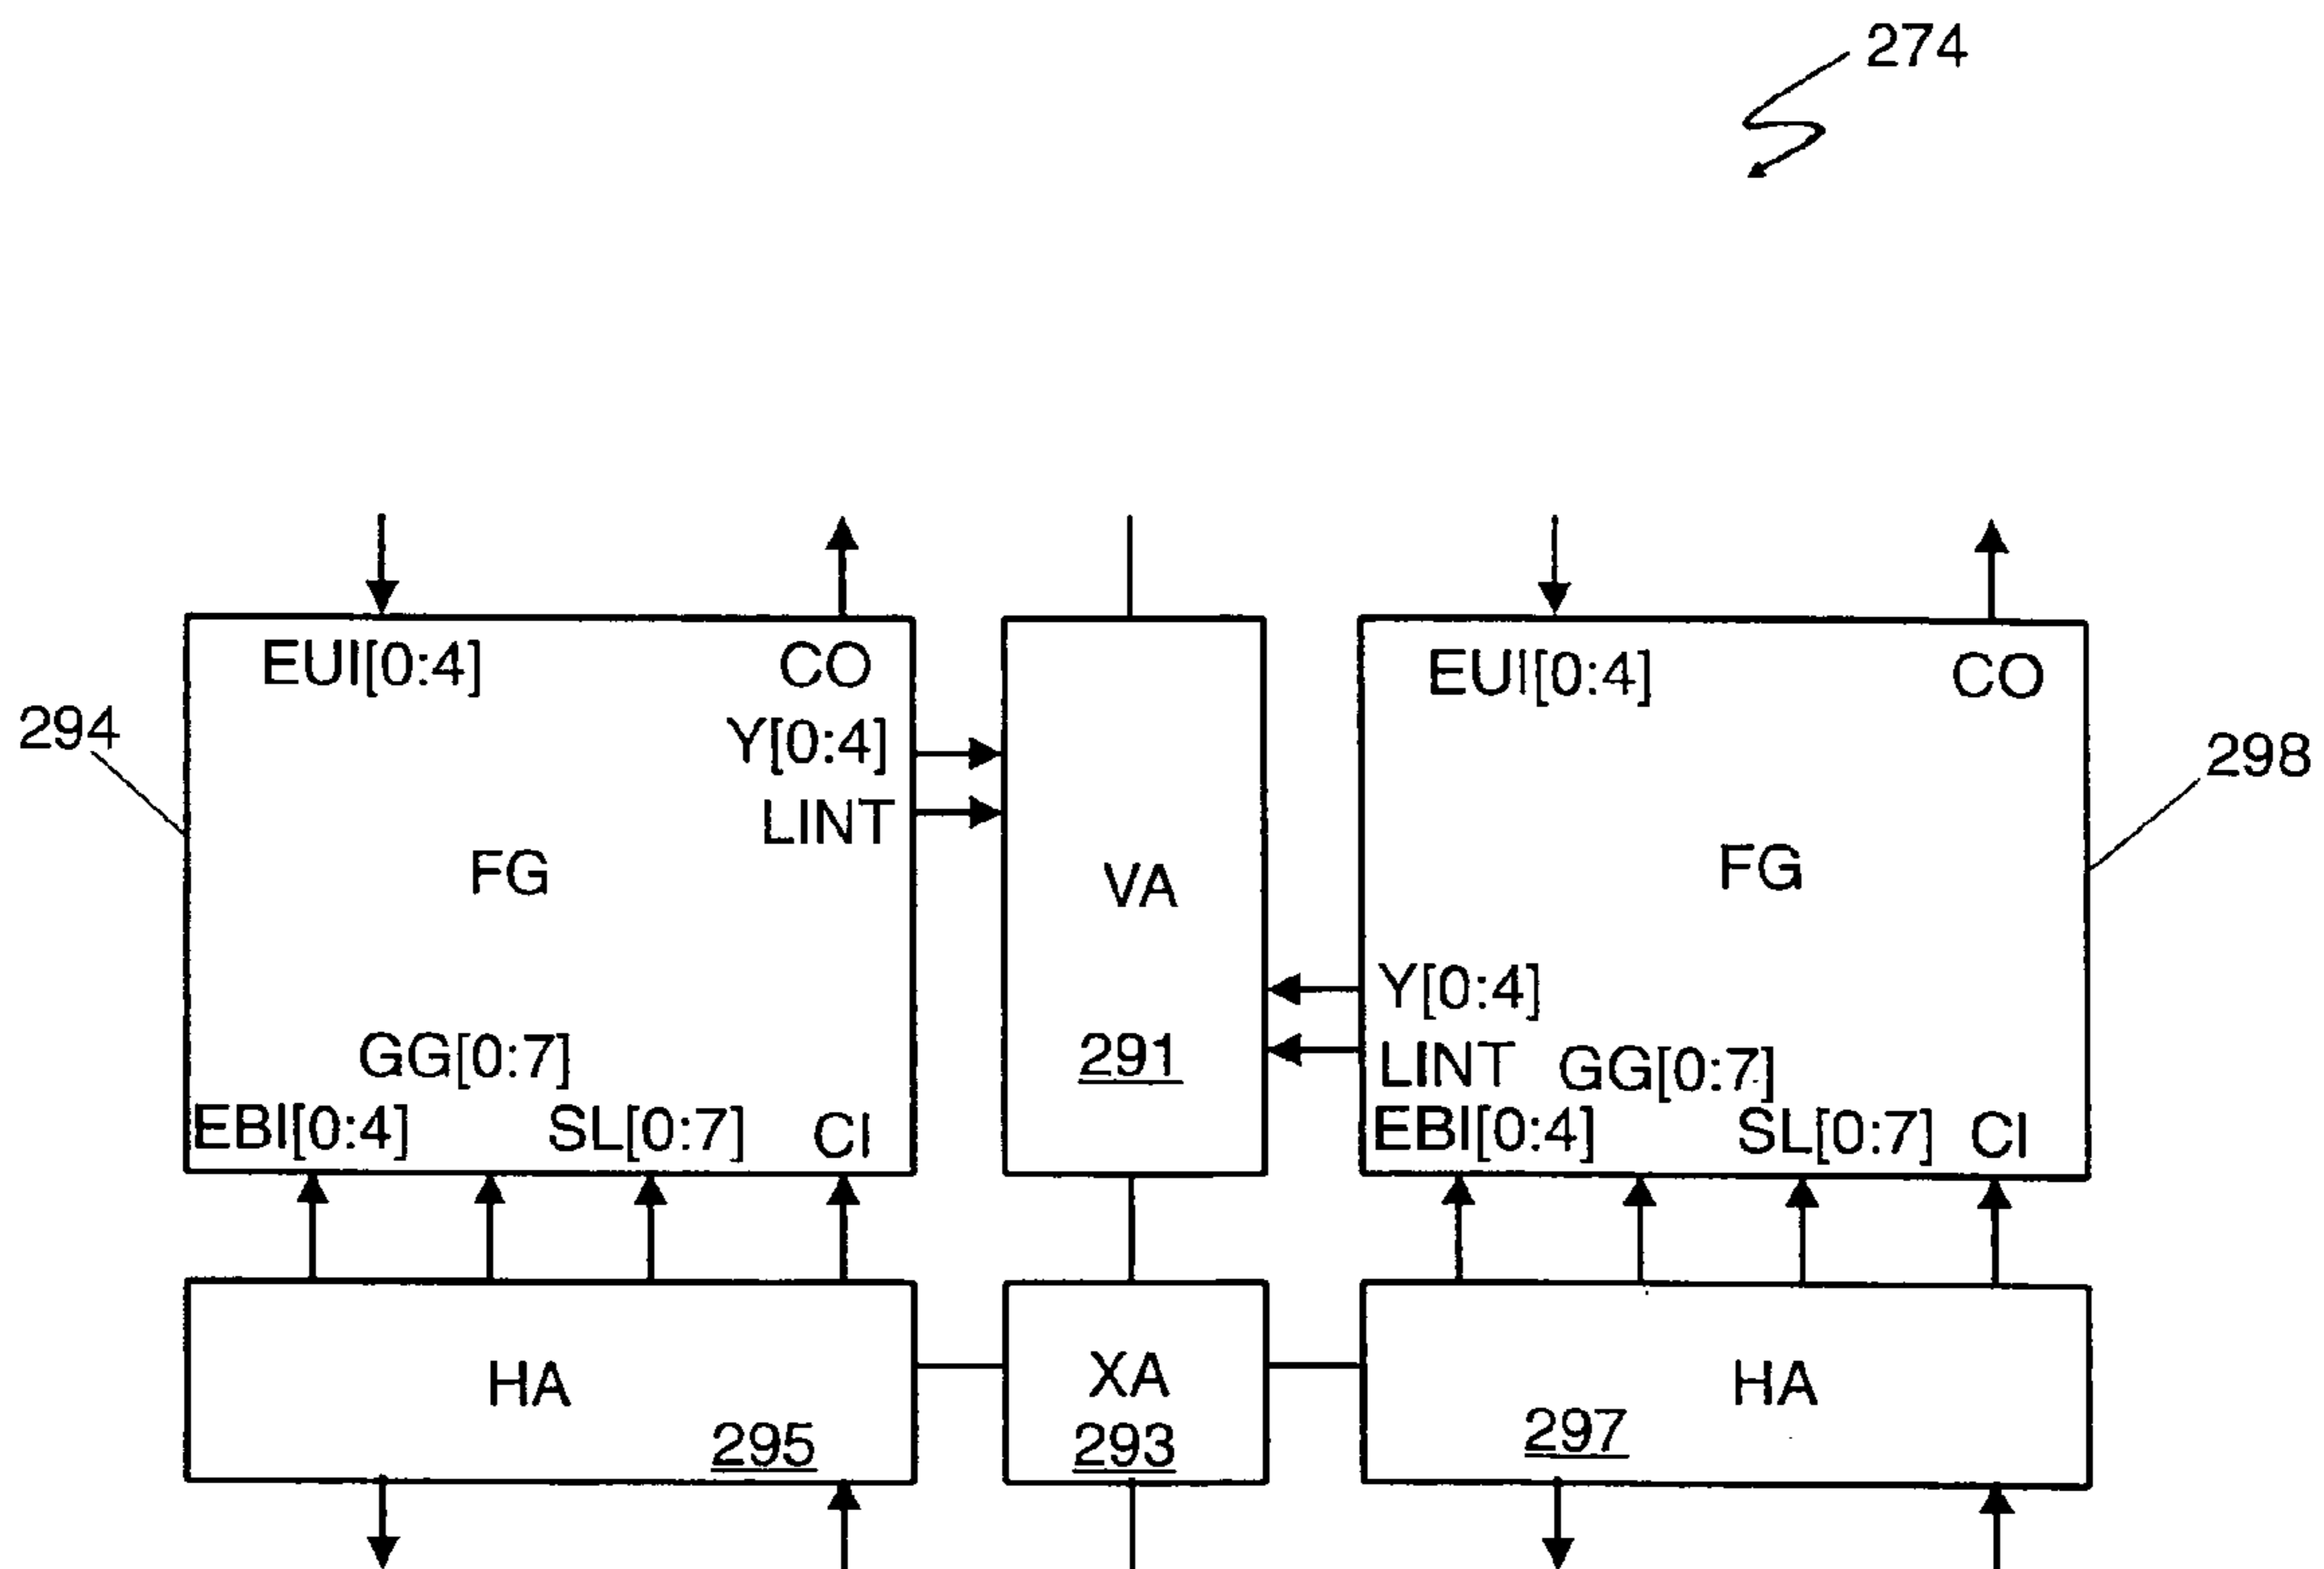 274
EUI[0:4] CO
EUI[0:4] CO
294
Y[0:4]
298
LINT
FG
VA
FG
Y[0:4]
GG[0:7]
291
LINT GG[0:7]
EBI[0:4] SL[0:7] CI
EBI[0:4] SL[0:7] CI
HA
XA
HA
295
293
297